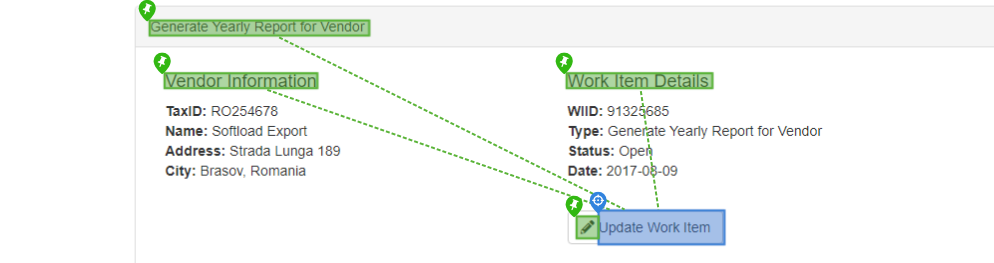 Generate Yearly Report for Vendor
Vendor Information
TaxID: RO254678
Name: Softload Export
Address: Strada Lunga 189
City: Brasov, Romania
Work Item Details
WIID: 91325685
Type: Generate Yearly Report for Vendor
Status: Open
Date: 2017-08-09
Update Work Item